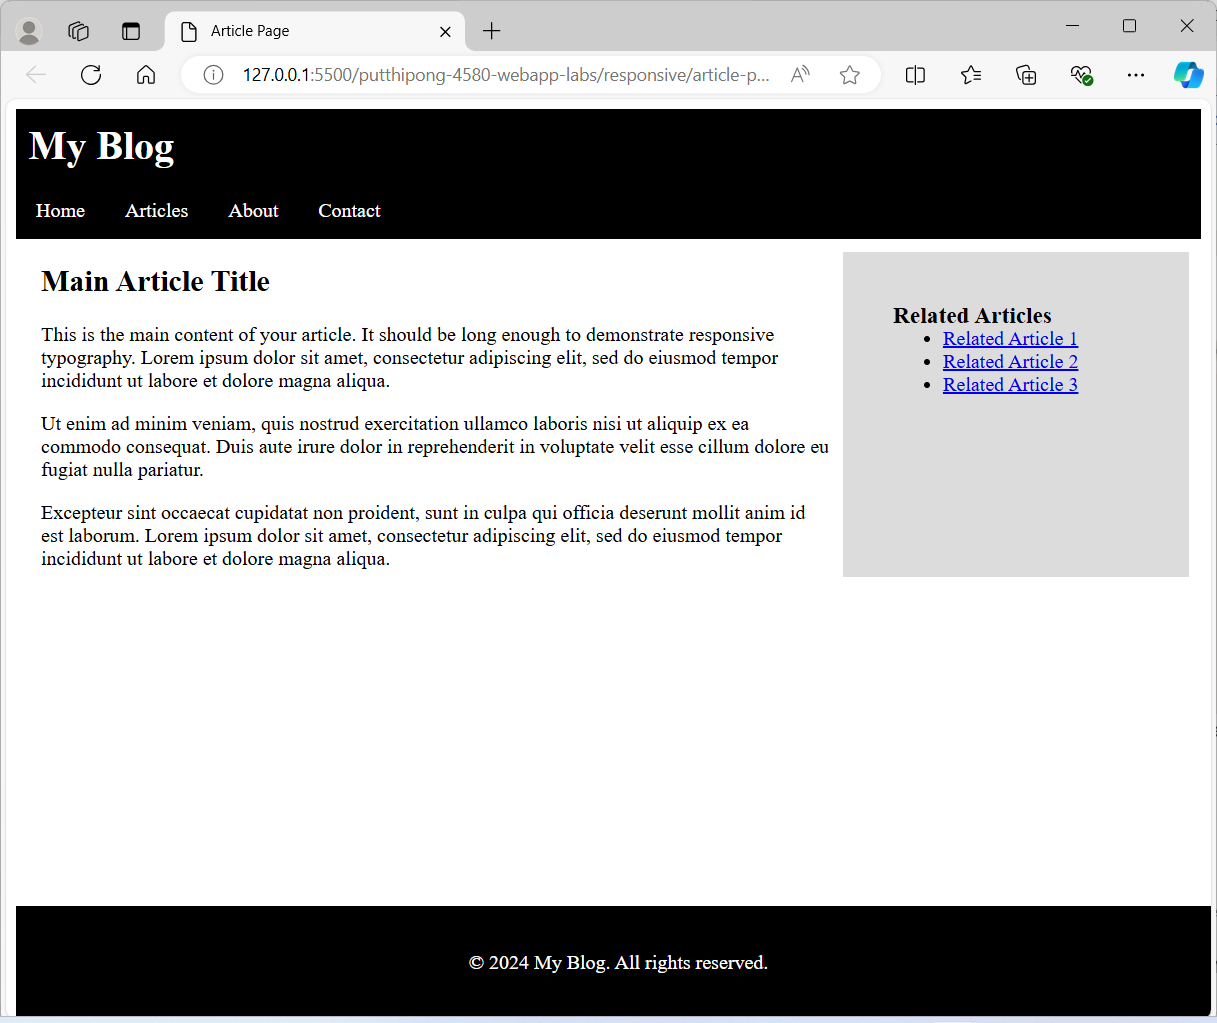 Article Page
127.0.0.1:5500/putthipong-4580-webapp-labs/responsive/article-p...
My Blog
Home Articles About Contact
Main Article Title
This is the main content of your article. It should be long enough to demonstrate responsive
typography. Lorem ipsum dolor sit amet, consectetur adipiscing elit, sed do eiusmod tempor
incididunt ut labore et dolore magna aliqua.
Ut enim ad minim veniam, quis nostrud exercitation ullamco laboris nisi ut aliquip ex ea
commodo consequat. Duis aute irure dolor in reprehenderit in voluptate velit esse cillum dolore eu
fugiat nulla pariatur.
Excepteur sint occaecat cupidatat non proident, sunt in culpa qui officia deserunt mollit anim id
est laborum. Lorem ipsum dolor sit amet, consectetur adipiscing elit, sed do eiusmod tempor
incididunt ut labore et dolore magna aliqua.
Related Articles
• Related Article 1
• Related Article 2
• Related Article 3
© 2024 My Blog. All rights reserved.